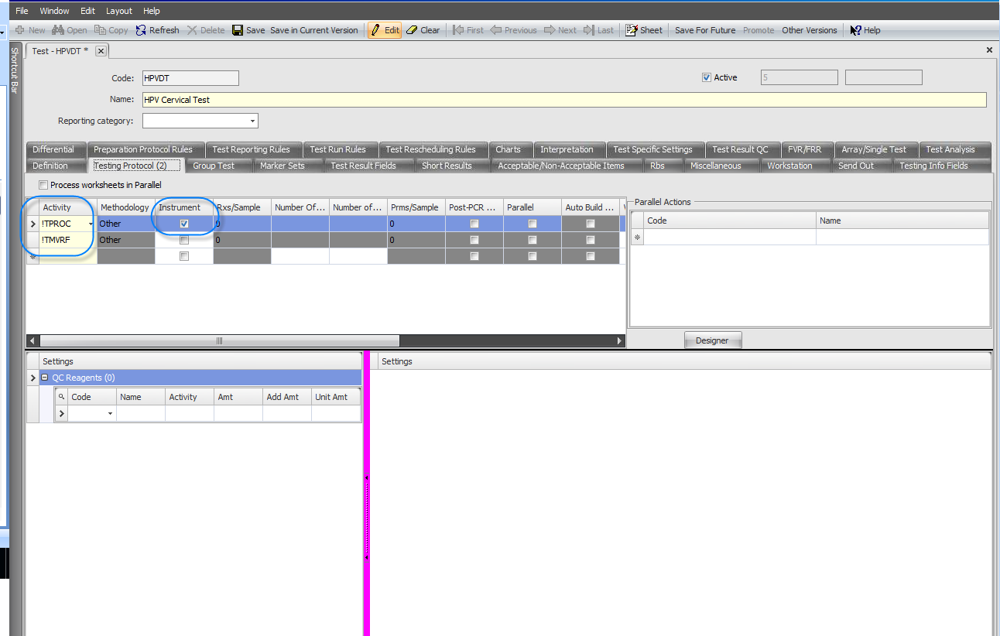 File Window Edit Layout Help
New Open Copy Refresh Delete Save Save in Current Version Edit Clear First Previous Next Last Sheet Save For Future Promote Other Versions Help
Shortcut Bar
Test - HPVDT *
Code: HPVDT Active 5
Name: HPV Cervical Test
Reporting category:
Differential Preparation Protocol Rules Test Reporting Rules Test Run Rules Test Rescheduling Rules Charts Interpretation Test Specific Settings Test Result QC FVR/FRR Array/Single Test Test Analysis
Definition Testing Protocol (2) Group Test Marker Sets Test Result Fields Short Results Acceptable/Non-Acceptable Items Rbs Miscellaneous Workstation Send Out Testing Info Fields
Process worksheets in Parallel
Activity Methodology Instrument Rxs/Sample Number Of... Number of... Prms/Sample Post-PCR ... Parallel Auto Build ...
!TPROC Other 0 0
!TMVRF Other 0 0
Parallel Actions
Code Name
Designer
Settings
QC Reagents (0)
Code Name Activity Amt Add Amt Unit Amt
Settings